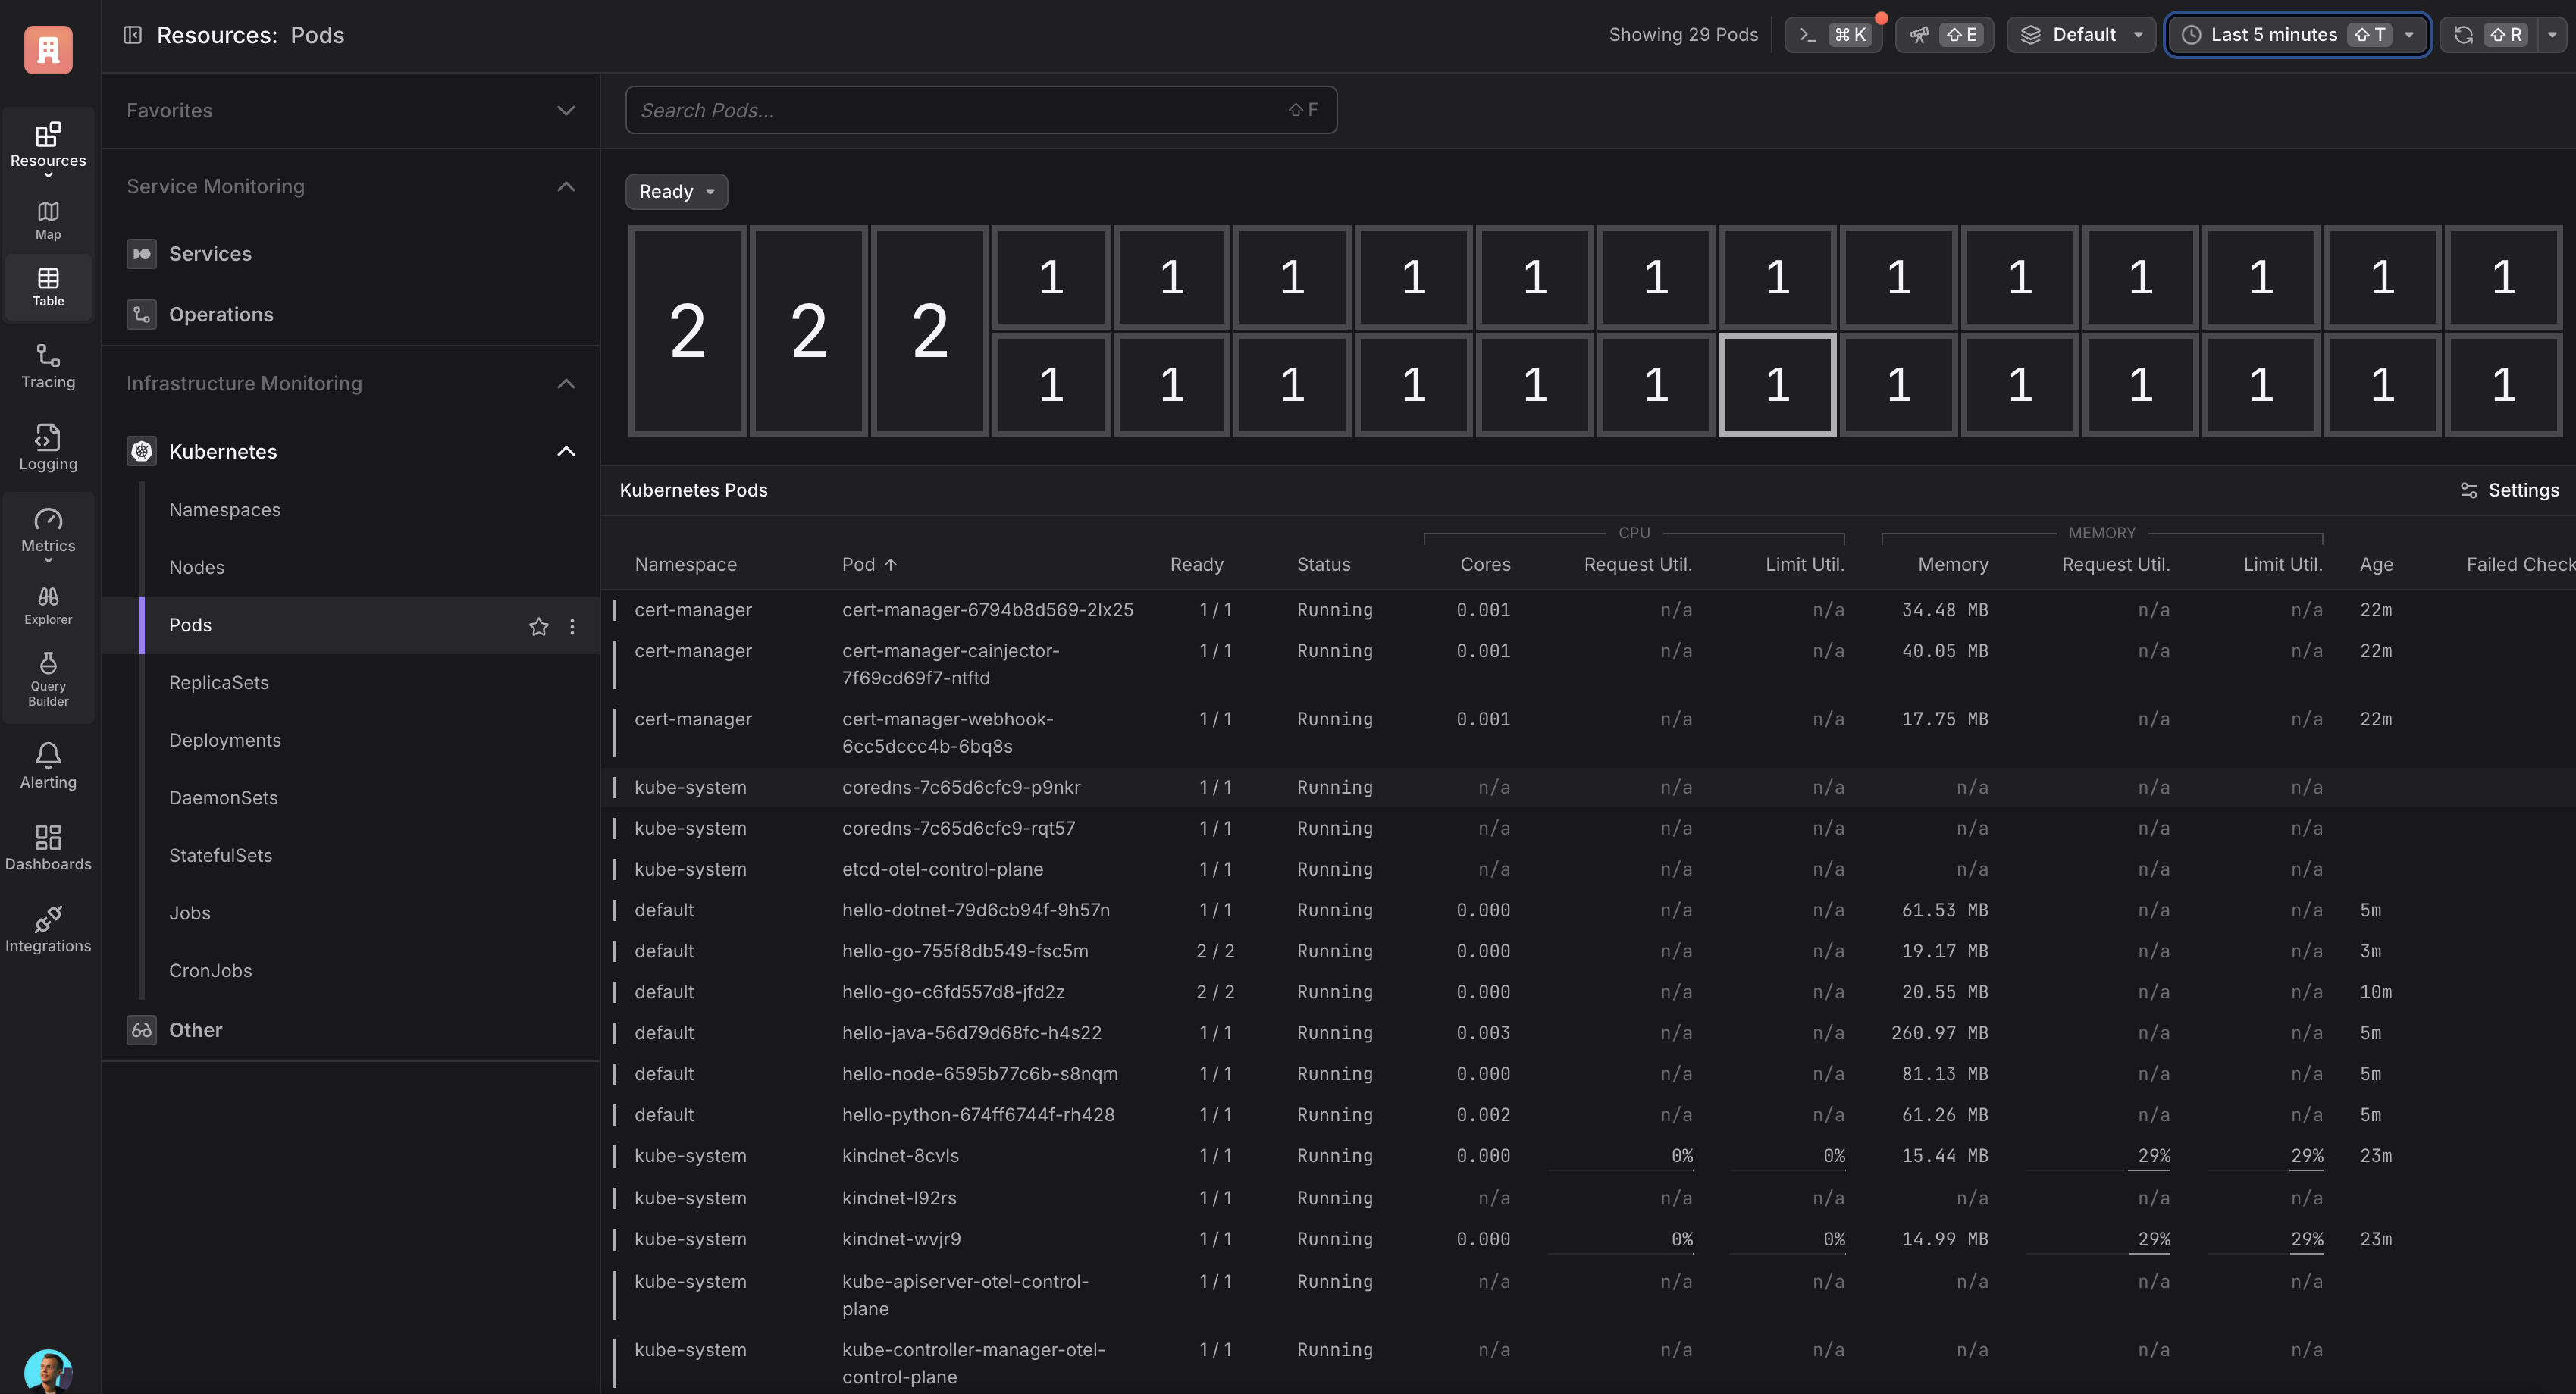 Resources: Pods
Showing 29 Pods
⌘ K
⇧ E
Default
Last 5 minutes ⇧ T
⇧ R
Resources
Map
Table
Tracing
Logging
Metrics
Explorer
Query
Builder
Alerting
Dashboards
Integrations
Favorites
Service Monitoring
Services
Operations
Infrastructure Monitoring
Kubernetes
Namespaces
Nodes
Pods
ReplicaSets
Deployments
DaemonSets
StatefulSets
Jobs
CronJobs
Other
Search Pods... ⇧ F
Ready
2 2 2 1 1 1 1 1 1 1 1 1 1 1 1 1
1 1 1 1 1 1 1 1 1 1 1 1 1
Kubernetes Pods
Settings
CPU MEMORY
Namespace Pod ↑ Ready Status Cores Request Util. Limit Util. Memory Request Util. Limit Util. Age Failed Check
cert-manager cert-manager-6794b8d569-2lx25 1 / 1 Running 0.001 n/a n/a 34.48 MB n/a n/a 22m
cert-manager cert-manager-cainjector- 1 / 1 Running 0.001 n/a n/a 40.05 MB n/a n/a 22m
7f69cd69f7-ntftd
cert-manager cert-manager-webhook- 1 / 1 Running 0.001 n/a n/a 17.75 MB n/a n/a 22m
6cc5dccc4b-6bq8s
kube-system coredns-7c65d6cfc9-p9nkr 1 / 1 Running n/a n/a n/a n/a n/a n/a
kube-system coredns-7c65d6cfc9-rqt57 1 / 1 Running n/a n/a n/a n/a n/a n/a
kube-system etcd-otel-control-plane 1 / 1 Running n/a n/a n/a n/a n/a n/a
default hello-dotnet-79d6cb94f-9h57n 1 / 1 Running 0.000 n/a n/a 61.53 MB n/a n/a 5m
default hello-go-755f8db549-fsc5m 2 / 2 Running 0.000 n/a n/a 19.17 MB n/a n/a 3m
default hello-go-c6fd557d8-jfd2z 2 / 2 Running 0.000 n/a n/a 20.55 MB n/a n/a 10m
default hello-java-56d79d68fc-h4s22 1 / 1 Running 0.003 n/a n/a 260.97 MB n/a n/a 5m
default hello-node-6595b77c6b-s8nqm 1 / 1 Running 0.000 n/a n/a 81.13 MB n/a n/a 5m
default hello-python-674ff6744f-rh428 1 / 1 Running 0.002 n/a n/a 61.26 MB n/a n/a 5m
kube-system kindnet-8cvls 1 / 1 Running 0.000 0% 0% 15.44 MB 29% 29% 23m
kube-system kindnet-l92rs 1 / 1 Running n/a n/a n/a n/a n/a n/a
kube-system kindnet-wvjr9 1 / 1 Running 0.000 0% 0% 14.99 MB 29% 29% 23m
kube-system kube-apiserver-otel-control- 1 / 1 Running n/a n/a n/a n/a n/a n/a
plane
kube-system kube-controller-manager-otel- 1 / 1 Running n/a n/a n/a n/a n/a n/a
control-plane